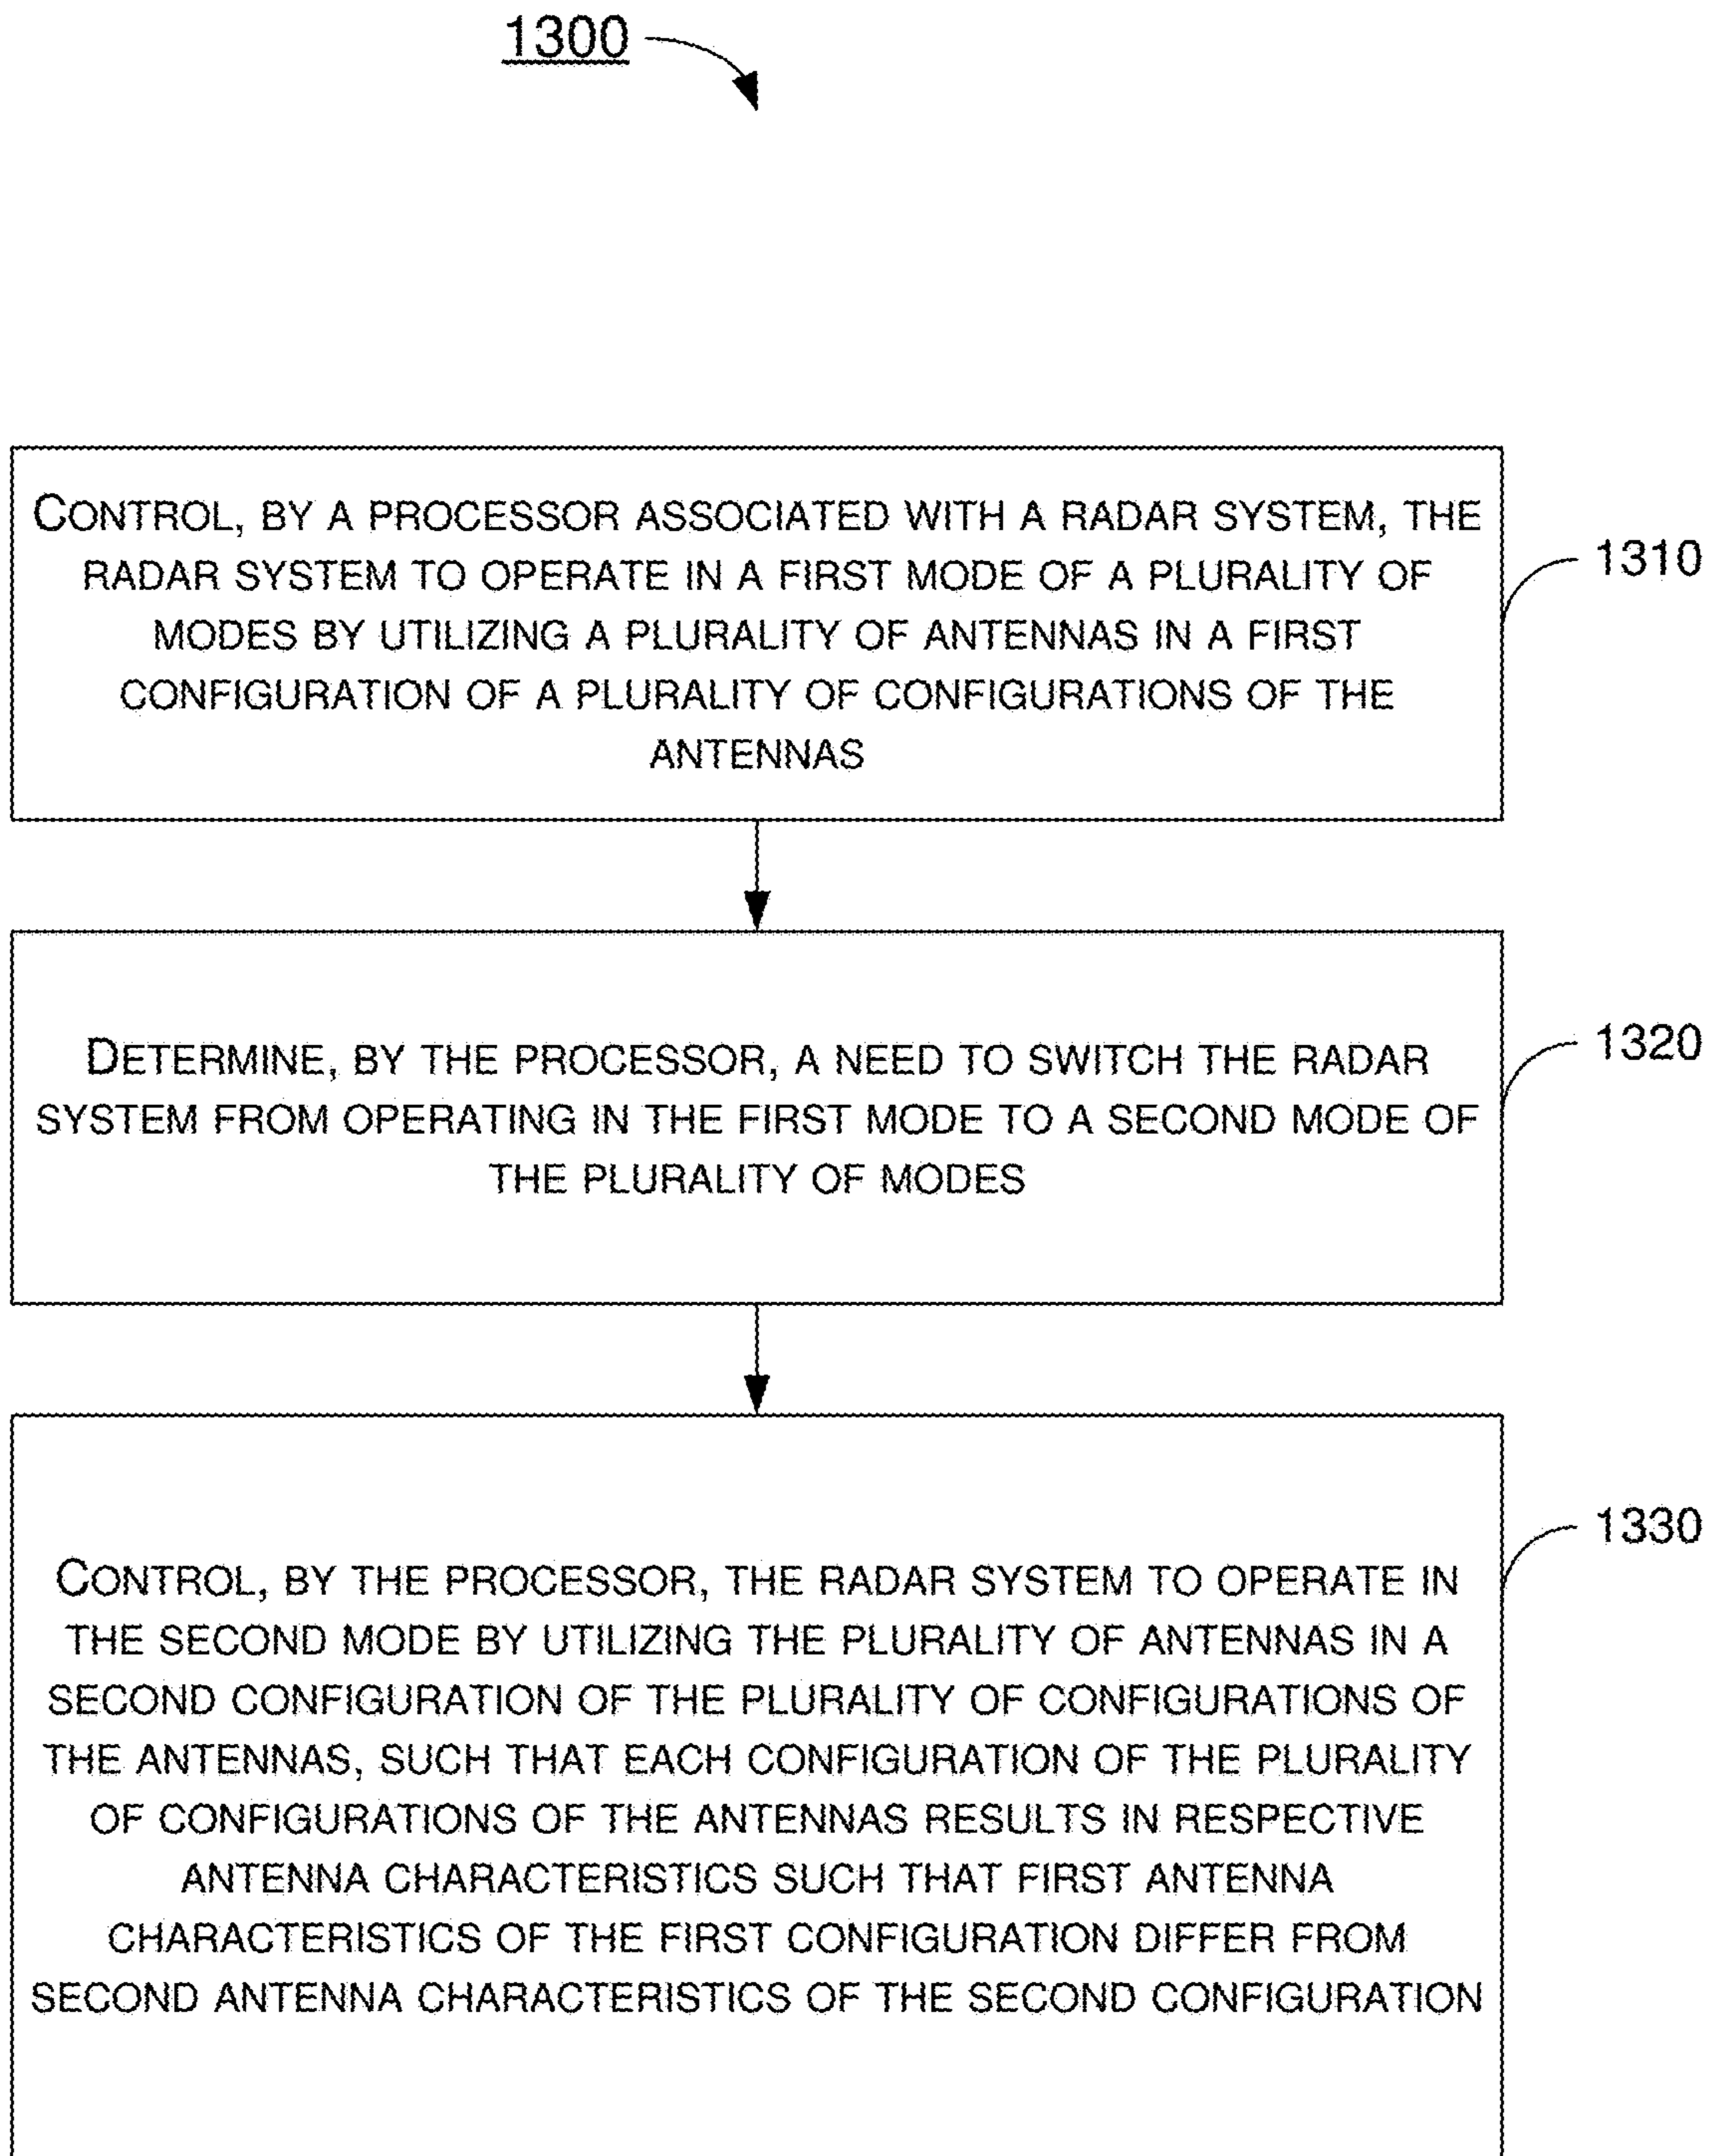 1300
CONTROL, BY A PROCESSOR ASSOCIATED WITH A RADAR SYSTEM, THE
RADAR SYSTEM TO OPERATE IN A FIRST MODE OF A PLURALITY OF
MODES BY UTILIZING A PLURALITY OF ANTENNAS IN A FIRST
CONFIGURATION OF A PLURALITY OF CONFIGURATIONS OF THE
ANTENNAS
1310
DETERMINE, BY THE PROCESSOR, A NEED TO SWITCH THE RADAR
SYSTEM FROM OPERATING IN THE FIRST MODE TO A SECOND MODE OF
THE PLURALITY OF MODES
1320
CONTROL, BY THE PROCESSOR, THE RADAR SYSTEM TO OPERATE IN
THE SECOND MODE BY UTILIZING THE PLURALITY OF ANTENNAS IN A
SECOND CONFIGURATION OF THE PLURALITY OF CONFIGURATIONS OF
THE ANTENNAS, SUCH THAT EACH CONFIGURATION OF THE PLURALITY
OF CONFIGURATIONS OF THE ANTENNAS RESULTS IN RESPECTIVE
ANTENNA CHARACTERISTICS SUCH THAT FIRST ANTENNA
CHARACTERISTICS OF THE FIRST CONFIGURATION DIFFER FROM
SECOND ANTENNA CHARACTERISTICS OF THE SECOND CONFIGURATION
1330